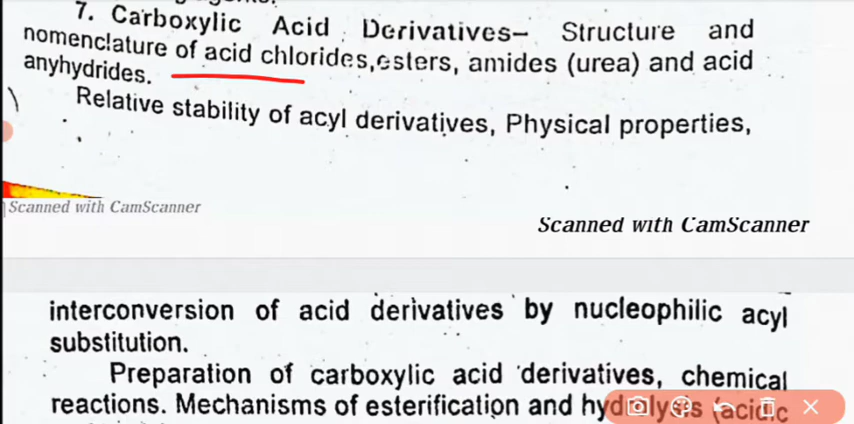 7. Carboxylic Acid Derivatives– Structure and
nomenclature of acid chlorides,esters, amides (urea) and acid
anyhydrides.
Relative stability of acyl derivatives, Physical properties,
Scanned with CamScanner
Scanned with CamScanner
interconversion of acid derivatives by nucleophilic acyl
substitution.
Preparation of carboxylic acid derivatives, chemical
reactions. Mechanisms of esterification and hydrolysis (acidic